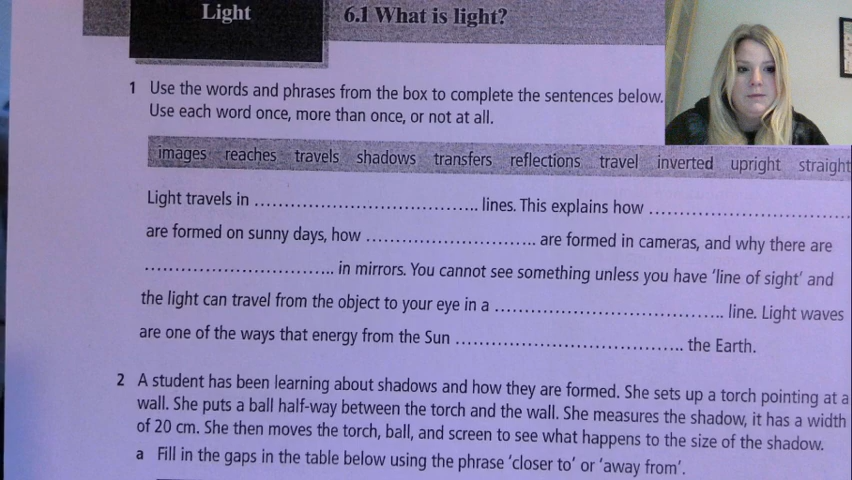 Light
6.1 What is light?
1 Use the words and phrases from the box to complete the sentences below.
Use each word once, more than once, or not at all.
images reaches travels shadows transfers reflections travel inverted upright straight
Light travels in ........................................ lines. This explains how ....................................
are formed on sunny days, how .............................. are formed in cameras, and why there are
.................................. in mirrors. You cannot see something unless you have ‘line of sight’ and
the light can travel from the object to your eye in a ........................................ line. Light waves
are one of the ways that energy from the Sun ........................................ the Earth.
2 A student has been learning about shadows and how they are formed. She sets up a torch pointing at a
wall. She puts a ball half-way between the torch and the wall. She measures the shadow, it has a width
of 20 cm. She then moves the torch, ball, and screen to see what happens to the size of the shadow.
a Fill in the gaps in the table below using the phrase ‘closer to’ or ‘away from’.